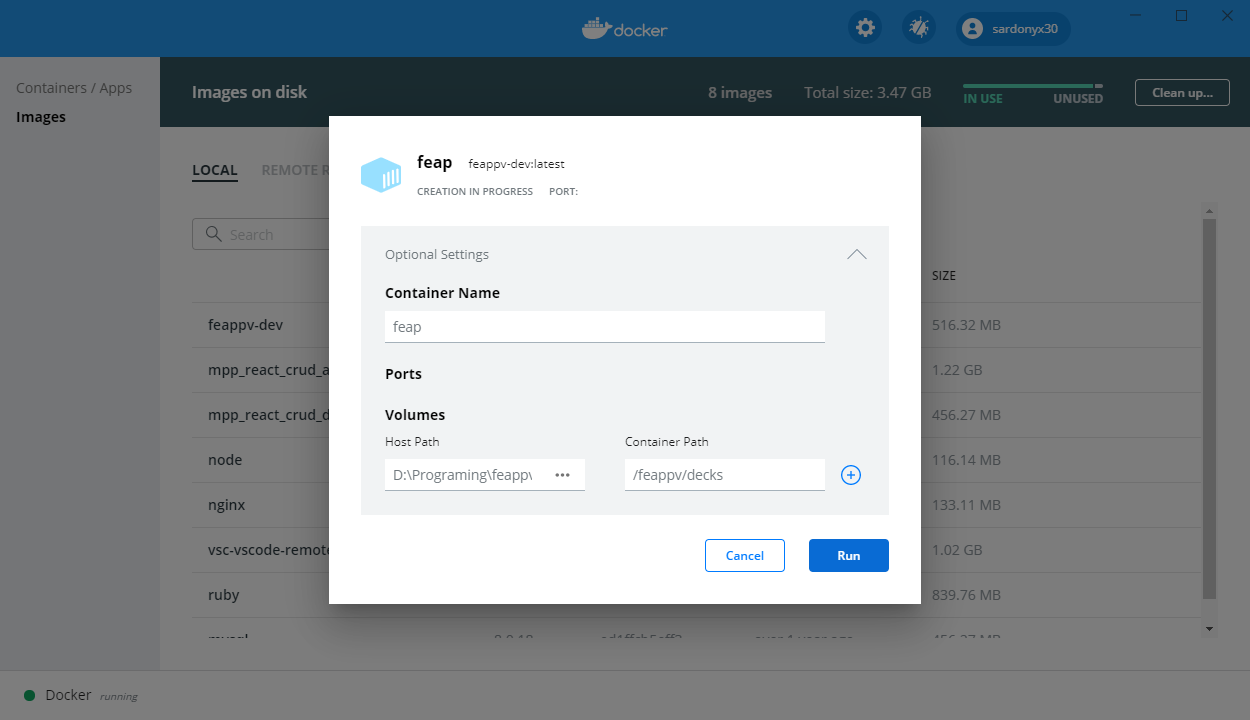 docker
sardonyx30
Containers / Apps
Images
Images on disk
8 images
Total size: 3.47 GB
IN USE
UNUSED
Clean up...
LOCAL
REMOTE R
Search
SIZE
feappv-dev
516.32 MB
mpp_react_crud_a
1.22 GB
mpp_react_crud_d
456.27 MB
node
116.14 MB
nginx
133.11 MB
vsc-vscode-remote
1.02 GB
ruby
839.76 MB
mysql
456.27 MB
feap feappv-dev:latest
CREATION IN PROGRESS PORT:
Optional Settings
Container Name
feap
Ports
Volumes
Host Path Container Path
D:\Programing\feappv ••• /feappv/decks
Cancel Run
Docker running